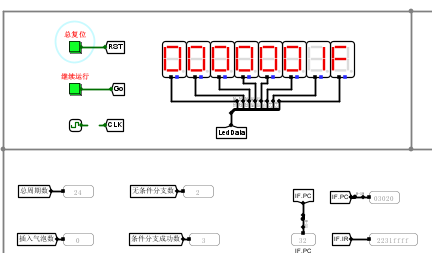 总复位
RST
继续运行
Go
CLK
0000001F
LedData
总周期数 24
无条件分支数 2
IF.PC
IF.PC 03020
插入气泡数 0
条件分支成功数 3
32
IF.IR 2231ffff
IF.PC